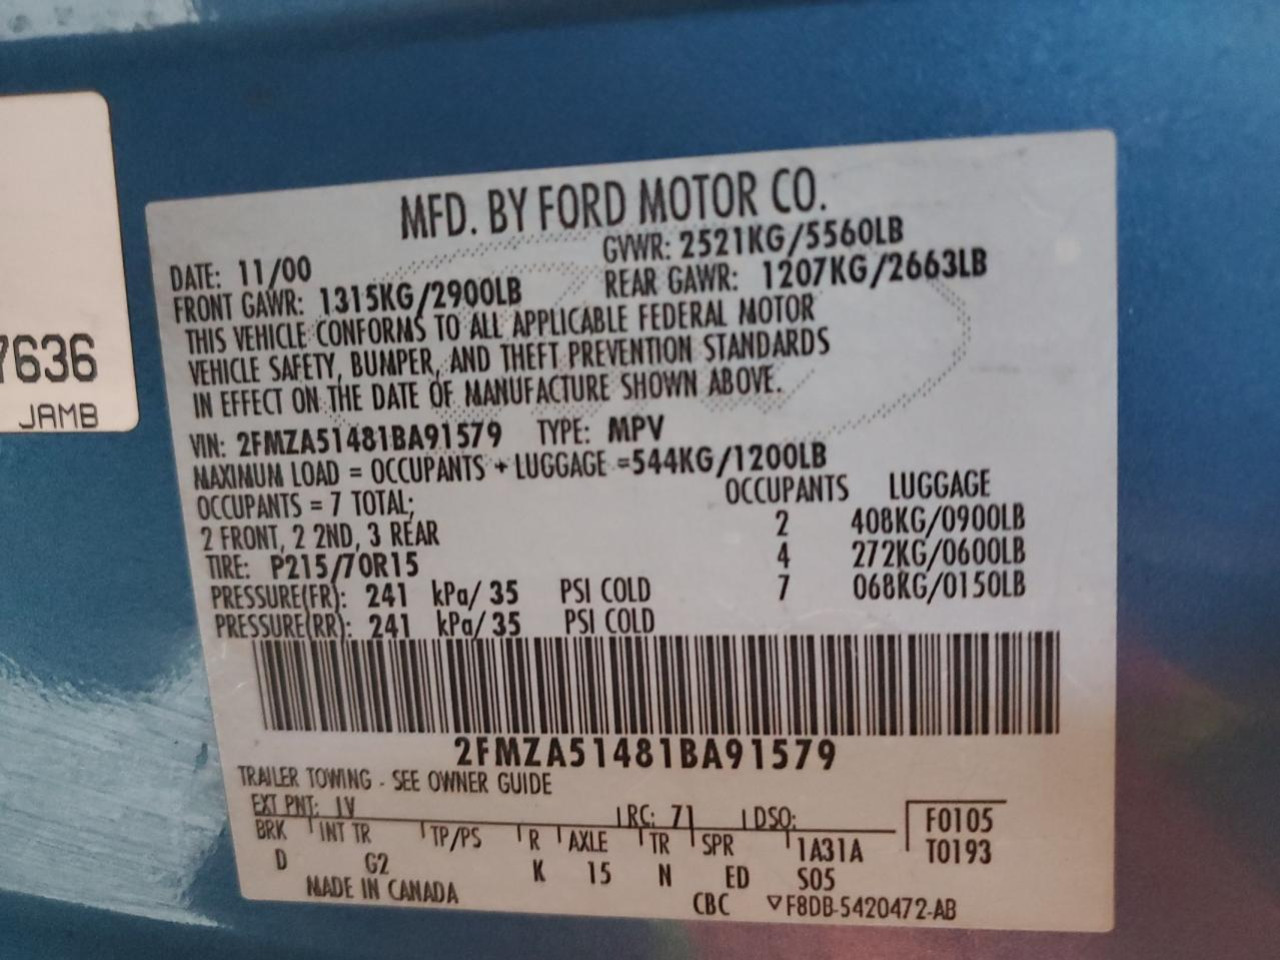 7636
JAMB
MFD. BY FORD MOTOR CO.
DATE: 11/00 GVWR: 2521KG/5560LB
FRONT GAWR: 1315KG/2900LB REAR GAWR: 1207KG/2663LB
THIS VEHICLE CONFORMS TO ALL APPLICABLE FEDERAL MOTOR
VEHICLE SAFETY, BUMPER, AND THEFT PREVENTION STANDARDS
IN EFFECT ON THE DATE OF MANUFACTURE SHOWN ABOVE.
VIN: 2FMZA51481BA91579 TYPE: MPV
MAXIMUM LOAD = OCCUPANTS + LUGGAGE =544KG/1200LB
OCCUPANTS = 7 TOTAL; OCCUPANTS LUGGAGE
2 FRONT, 2 2ND, 3 REAR 2 408KG/0900LB
TIRE: P215/70R15 4 272KG/0600LB
PRESSURE(FR): 241 kPa/ 35 PSI COLD 7 068KG/0150LB
PRESSURE(RR): 241 kPa/ 35 PSI COLD
2FMZA51481BA91579
TRAILER TOWING - SEE OWNER GUIDE
EXT PNT: IV RC: 71 DSO: F0105
BRK INT TR TP/PS R AXLE TR SPR 1A31A T0193
D G2 K 15 N ED S05
MADE IN CANADA CBC ▽F8DB-5420472-AB